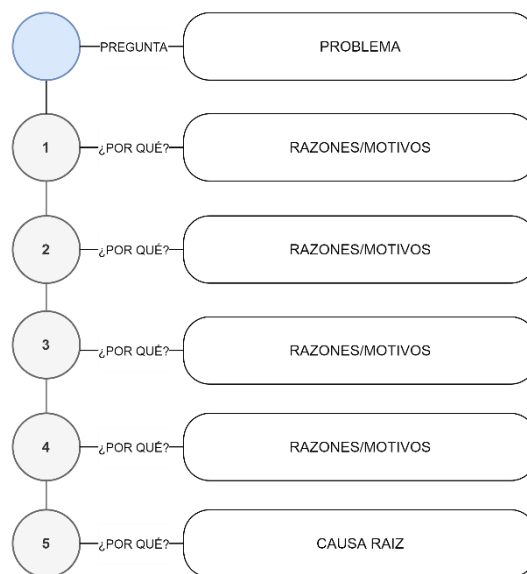 PREGUNTA PROBLEMA
1 ¿POR QUÉ? RAZONES/MOTIVOS
2 ¿POR QUÉ? RAZONES/MOTIVOS
3 ¿POR QUÉ? RAZONES/MOTIVOS
4 ¿POR QUÉ? RAZONES/MOTIVOS
5 ¿POR QUÉ? CAUSA RAIZ